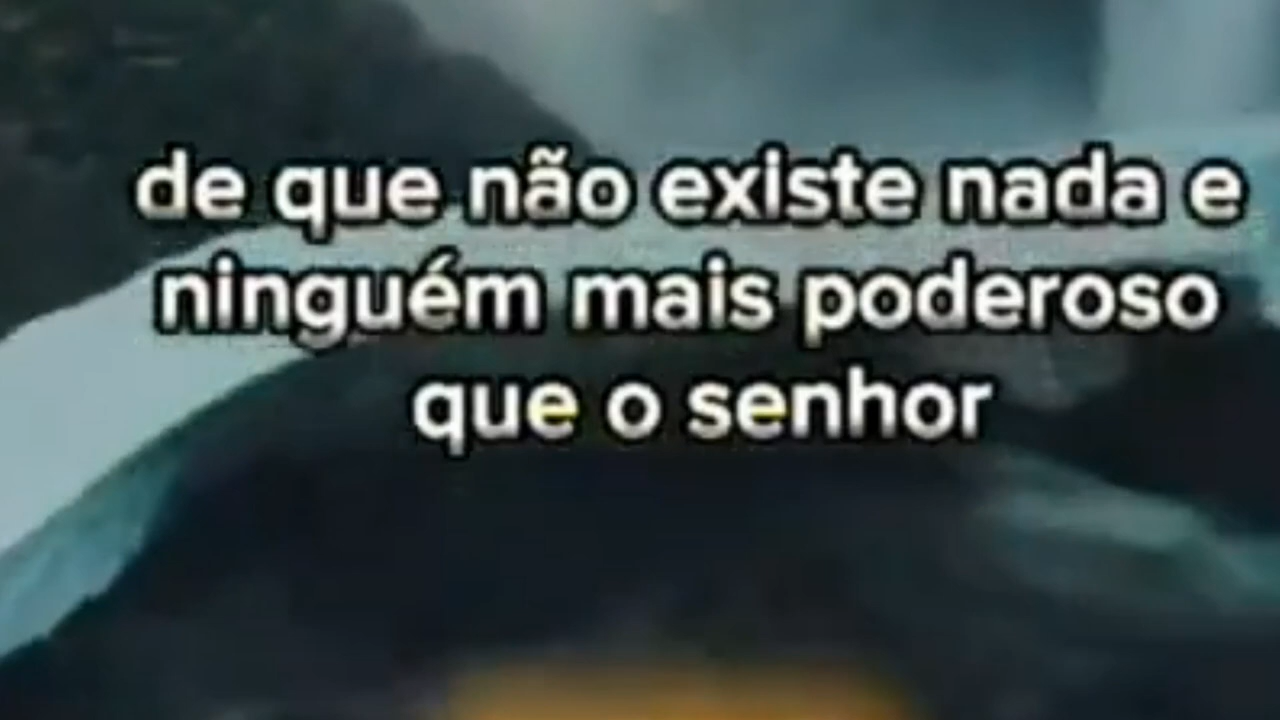 de que não existe nada e
ninguém mais poderoso
que o senhor